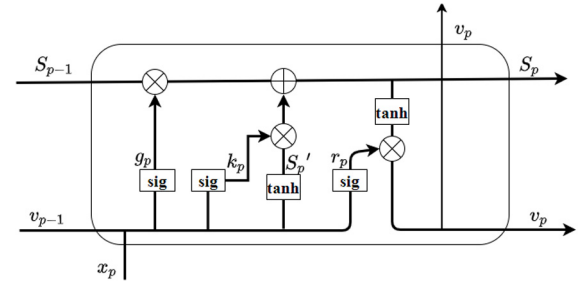 v_p
S_{p-1}
S_p
tanh
g_p
k_p
S_p'
r_p
sig
sig
tanh
sig
v_{p-1}
v_p
x_p